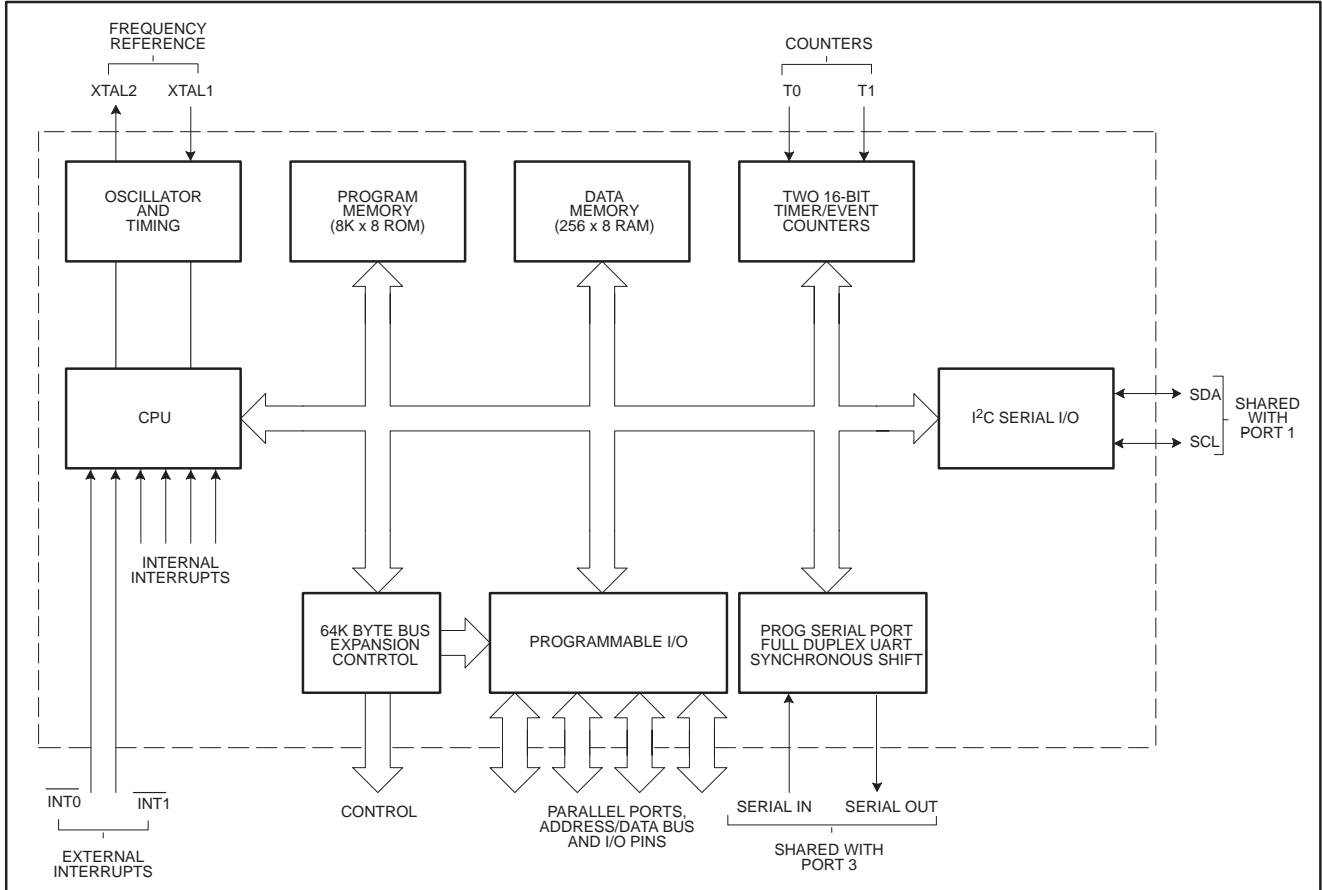 FREQUENCY
REFERENCE
COUNTERS
XTAL2
XTAL1
T0
T1
OSCILLATOR
AND
TIMING
PROGRAM
MEMORY
(8K x 8 ROM)
DATA
MEMORY
(256 x 8 RAM)
TWO 16-BIT
TIMER/EVENT
COUNTERS
CPU
I²C SERIAL I/O
SDA
SCL
SHARED
WITH
PORT 1
INTERNAL
INTERRUPTS
64K BYTE BUS
EXPANSION
CONTRTOL
PROGRAMMABLE I/O
PROG SERIAL PORT
FULL DUPLEX UART
SYNCHRONOUS SHIFT
INT0
INT1
EXTERNAL
INTERRUPTS
CONTROL
PARALLEL PORTS,
ADDRESS/DATA BUS
AND I/O PINS
SERIAL IN
SERIAL OUT
SHARED WITH
PORT 3